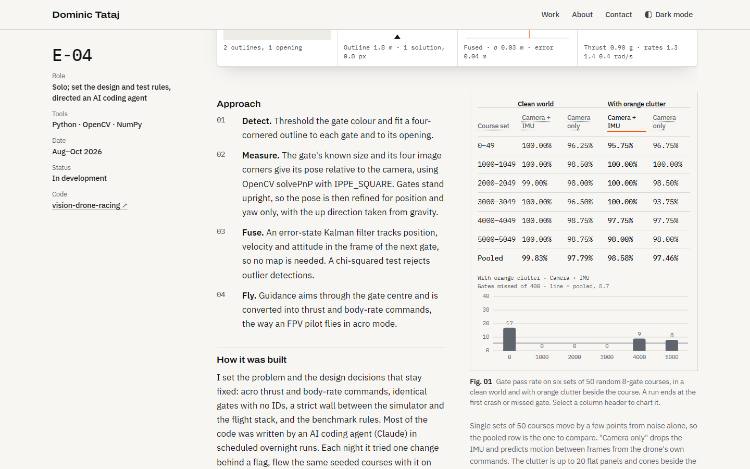 Dominic Tataj
Work About Contact Dark mode
E-04
Role
Solo; set the design and test rules,
directed an AI coding agent
Tools
Python · OpenCV · NumPy
Date
Aug–Oct 2026
Status
In development
Code
vision-drone-racing ↗
2 outlines, 1 opening
Outline 1.8 m · 1 solution,
0.0 px
Fused · σ 0.03 m · error
0.04 m
Thrust 0.90 g · rates 1.3
1.4 0.4 rad/s
Approach
01 Detect. Threshold the gate colour and fit a four-
cornered outline to each gate and to its opening.
02 Measure. The gate's known size and its four image
corners give its pose relative to the camera, using
OpenCV solvePnP with IPPE_SQUARE. Gates stand
upright, so the pose is then refined for position and
yaw only, with the up direction taken from gravity.
03 Fuse. An error-state Kalman filter tracks position,
velocity and attitude in the frame of the next gate,
so no map is needed. A chi-squared test rejects
outlier detections.
04 Fly. Guidance aims through the gate centre and is
converted into thrust and body-rate commands,
the way an FPV pilot flies in acro mode.
How it was built
I set the problem and the design decisions that stay
fixed: acro thrust and body-rate commands, identical
gates with no IDs, a strict wall between the simulator and
the flight stack, and the benchmark rules. Most of the
code was written by an AI coding agent (Claude) in
scheduled overnight runs. Each night it tried one change
behind a flag, flew the same seeded courses with it on
Clean world With orange clutter
Course set Camera + IMU Camera only Camera + IMU Camera only
0–49 100.00% 96.25% 95.75% 96.75%
1000–1049 100.00% 98.50% 100.00% 100.00%
2000–2049 99.00% 98.00% 100.00% 98.50%
3000–3049 100.00% 96.50% 100.00% 93.75%
4000–4049 100.00% 98.75% 97.75% 97.75%
5000–5049 100.00% 98.75% 98.00% 98.00%
Pooled 99.83% 97.79% 98.58% 97.46%
With orange clutter · Camera + IMU
Gates missed of 400 · line = pooled, 5.7
40
30
20
10
0
17 0 0 0 9 8
0 1000 2000 3000 4000 5000
Fig. 01 Gate pass rate on six sets of 50 random 8-gate courses, in a
clean world and with orange clutter beside the course. A run ends at the
first crash or missed gate. Select a column header to chart it.
Single sets of 50 courses move by a few points from noise alone, so
the pooled row is the one to compare. "Camera only" drops the
IMU and predicts motion between frames from the drone's own
commands. The clutter is up to 20 flat panels and cores beside the